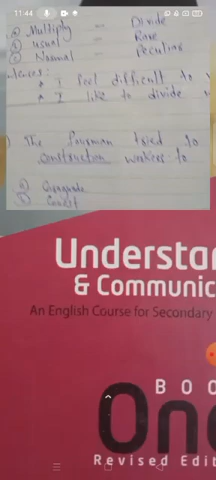 11:44
Multiply - Divide
usual - Rare
Normal - Peculiar
I feel difficult to
I like to divide
The Foreman tried to
construction workers to
Understan
& Communic
An English Course for Secondary
BOO
One
Revised Edit